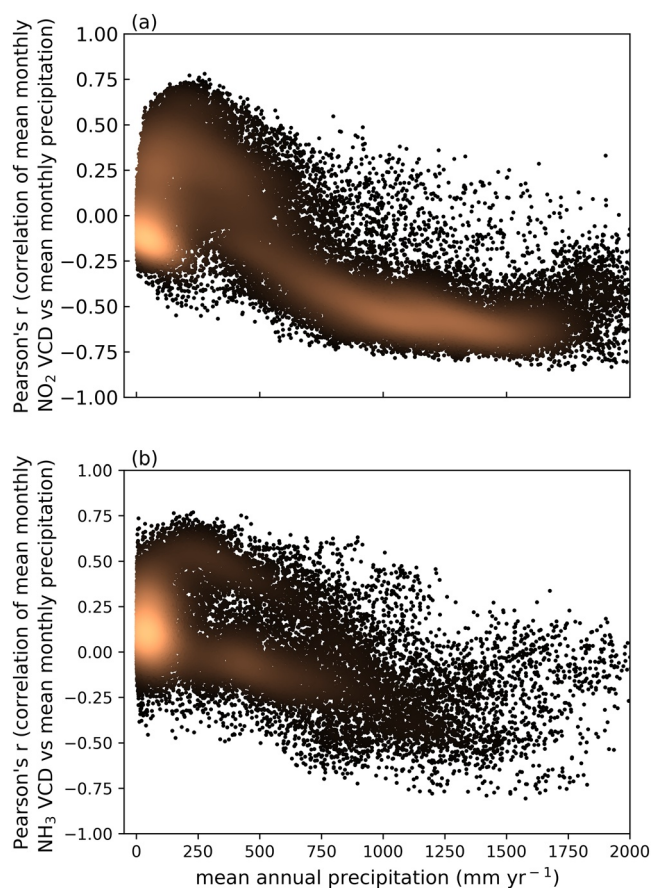 (a)
Pearson's r (correlation of mean monthly
NO₂ VCD vs mean monthly precipitation)
1.00
0.75
0.50
0.25
0.00
−0.25
−0.50
−0.75
−1.00
(b)
Pearson's r (correlation of mean monthly
NH₃ VCD vs mean monthly precipitation)
1.00
0.75
0.50
0.25
0.00
−0.25
−0.50
−0.75
−1.00
0 250 500 750 1000 1250 1500 1750 2000
mean annual precipitation (mm yr⁻¹)